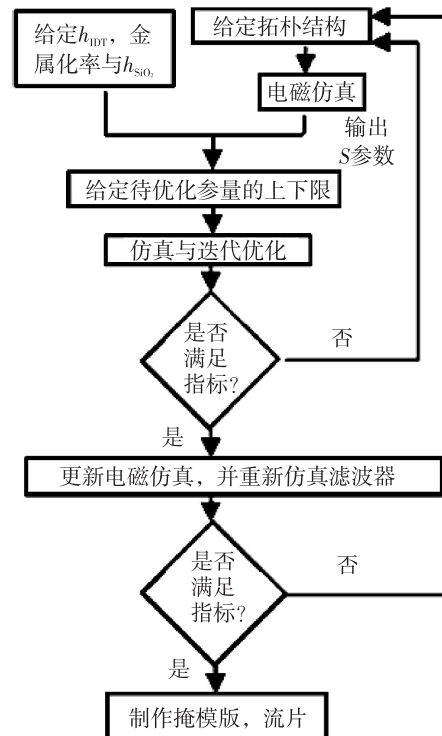 给定h_IDT，金
属化率与h_SiO₂
给定拓朴结构
电磁仿真
输出
S参数
给定待优化参量的上下限
仿真与迭代优化
是否
满足
指标?
否
是
更新电磁仿真，并重新仿真滤波器
是否
满足
指标?
否
是
制作掩模版，流片